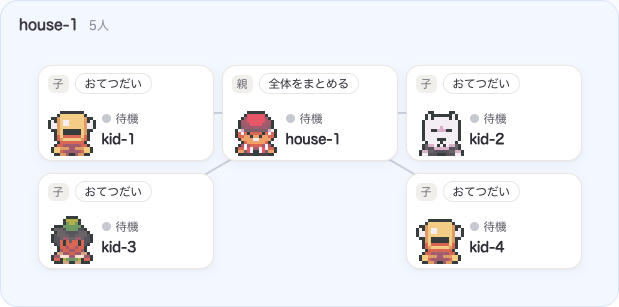 house-1 5人
子 おてつだい
待機
kid-1
親 全体をまとめる
待機
house-1
子 おてつだい
待機
kid-2
子 おてつだい
待機
kid-3
子 おてつだい
待機
kid-4